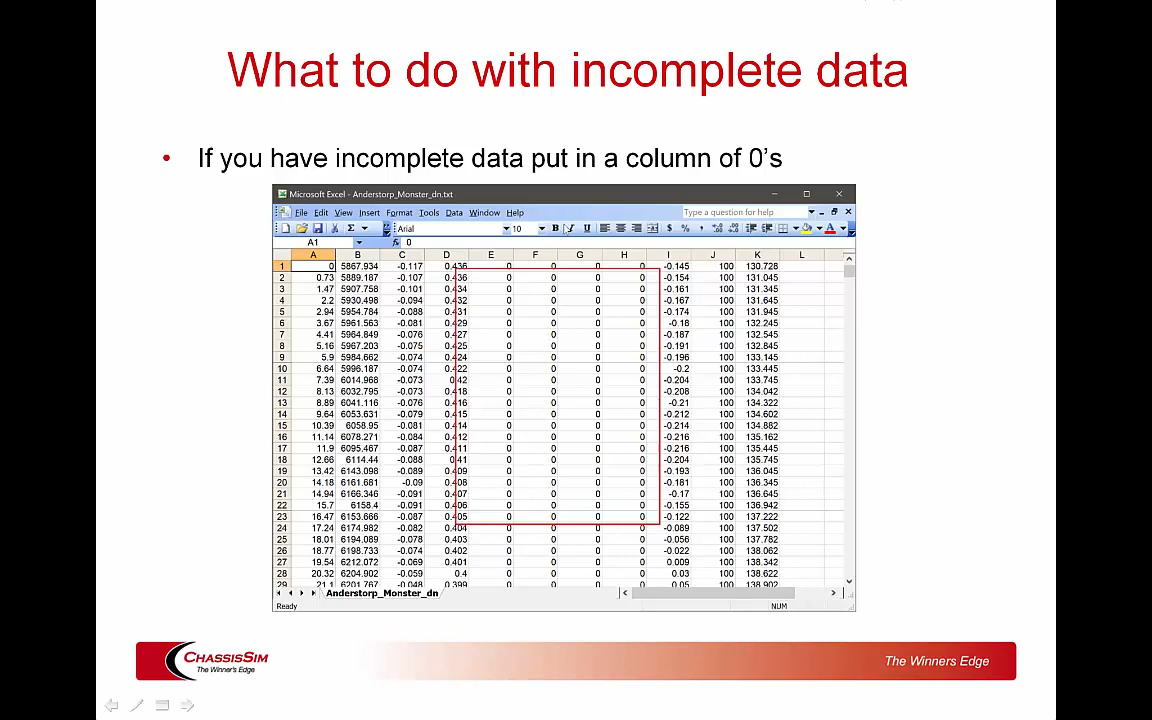 What to do with incomplete data
• If you have incomplete data put in a column of 0's
Microsoft Excel - Anderstorp_Monster_dn.txt
File Edit View Insert Format Tools Data Window Help Type a question for help
Arial 10 B I U $ % ,
A1 fx 0
A B C D E F G H I J K L
1 0 5867.934 -0.117 0.436 0 0 0 0 -0.145 100 130.728
2 0.73 5889.187 -0.107 0.436 0 0 0 0 -0.154 100 131.045
3 1.47 5907.758 -0.101 0.434 0 0 0 0 -0.161 100 131.345
4 2.2 5930.498 -0.094 0.432 0 0 0 0 -0.167 100 131.645
5 2.94 5954.784 -0.088 0.431 0 0 0 0 -0.174 100 131.945
6 3.67 5961.563 -0.081 0.429 0 0 0 0 -0.18 100 132.245
7 4.41 5964.849 -0.076 0.427 0 0 0 0 -0.187 100 132.545
8 5.16 5967.203 -0.075 0.425 0 0 0 0 -0.191 100 132.845
9 5.9 5984.662 -0.074 0.424 0 0 0 0 -0.196 100 133.145
10 6.64 5996.187 -0.074 0.422 0 0 0 0 -0.2 100 133.445
11 7.39 6014.968 -0.073 0.42 0 0 0 0 -0.204 100 133.745
12 8.13 6032.795 -0.073 0.418 0 0 0 0 -0.208 100 134.042
13 8.89 6041.116 -0.076 0.416 0 0 0 0 -0.21 100 134.322
14 9.64 6053.631 -0.079 0.415 0 0 0 0 -0.212 100 134.602
15 10.39 6058.95 -0.081 0.414 0 0 0 0 -0.214 100 134.882
16 11.14 6078.271 -0.084 0.412 0 0 0 0 -0.216 100 135.162
17 11.9 6095.467 -0.087 0.411 0 0 0 0 -0.216 100 135.445
18 12.66 6114.44 -0.088 0.41 0 0 0 0 -0.204 100 135.745
19 13.42 6143.098 -0.089 0.409 0 0 0 0 -0.193 100 136.045
20 14.18 6161.681 -0.09 0.408 0 0 0 0 -0.181 100 136.345
21 14.94 6166.346 -0.091 0.407 0 0 0 0 -0.17 100 136.645
22 15.7 6158.4 -0.091 0.406 0 0 0 0 -0.155 100 136.942
23 16.47 6153.666 -0.087 0.405 0 0 0 0 -0.122 100 137.222
24 17.24 6174.982 -0.082 0.404 0 0 0 0 -0.089 100 137.502
25 18.01 6194.089 -0.078 0.403 0 0 0 0 -0.056 100 137.782
26 18.77 6198.733 -0.074 0.402 0 0 0 0 -0.022 100 138.062
27 19.54 6212.072 -0.069 0.401 0 0 0 0 0.009 100 138.342
28 20.32 6204.902 -0.059 0.4 0 0 0 0 0.03 100 138.622
29 21.1 6201.767 -0.048 0.399 0 0 0 0 0.05 100 138.902
Anderstorp_Monster_dn
Ready NUM
CHASSISSIM
The Winner's Edge
The Winners Edge